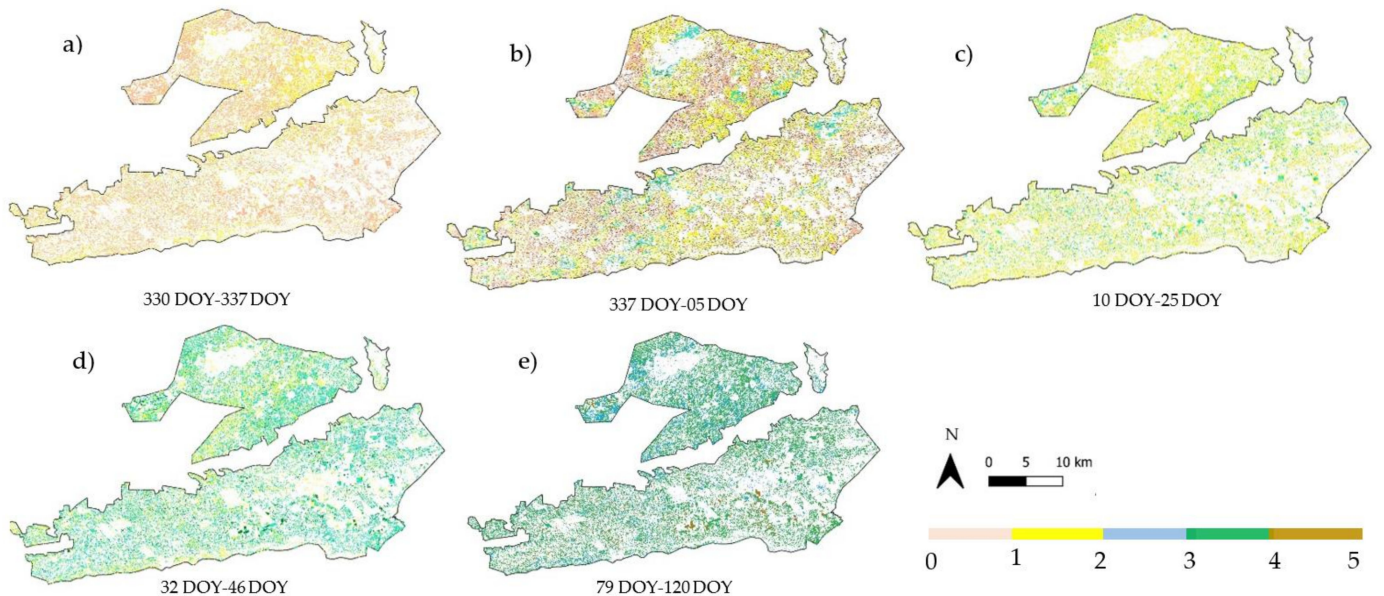 a)
b)
c)
330 DOY-337 DOY
337 DOY-05 DOY
10 DOY-25 DOY
d)
e)
N
0 5 10 km
0 1 2 3 4 5
32 DOY-46 DOY
79 DOY-120 DOY